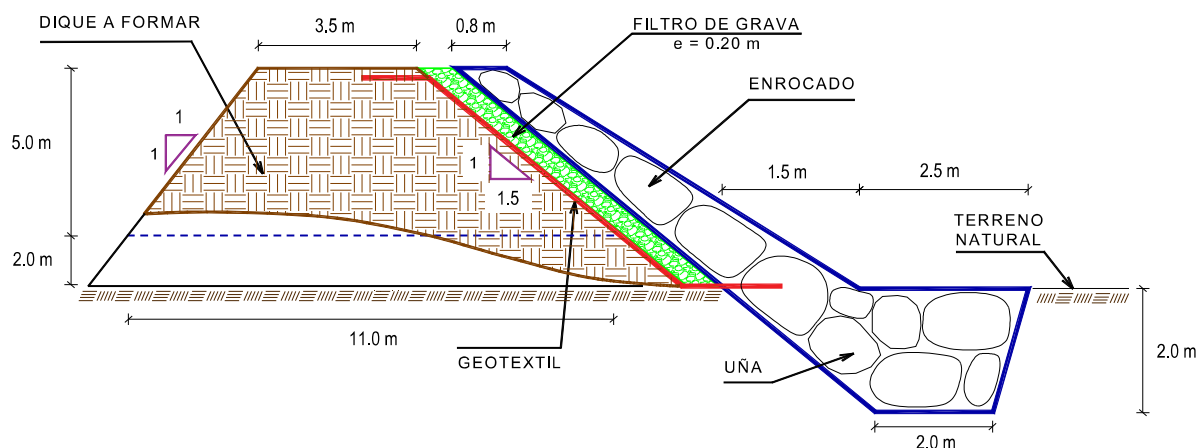 DIQUE A FORMAR
3.5 m
0.8 m
FILTRO DE GRAVA
e = 0.20 m
ENROCADO
1
1
5.0 m
1
1.5
1.5 m
2.5 m
TERRENO
NATURAL
2.0 m
11.0 m
GEOTEXTIL
UÑA
2.0 m
2.0 m